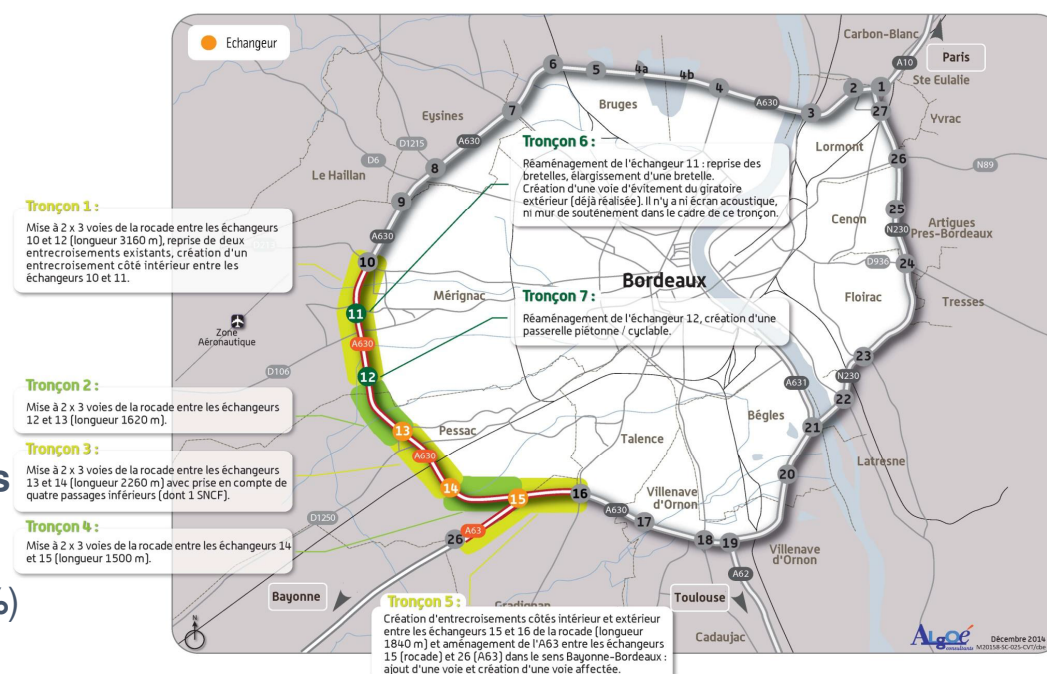 Echangeur
Carbon-Blanc
Paris
A10
Ste Eulalie
6
5
4a
4b
4
2
1
A630
3
27
Yvrac
7
Bruges
Eysines
Lormont
D1215
A630
D6
8
26
N89
Le Haillan
9
Cenon
25
Artigues
Près-Bordeaux
N230
A630
D936
24
10
Bordeaux
Floirac
Tresses
Mérignac
11
Zone
Aéronautique
A630
D106
12
23
A631
N230
22
13
Pessac
Bègles
21
A630
Talence
Latresne
14
15
16
20
Villenave
d'Ornon
D1250
A630
17
A63
26
18
19
Villenave
d'Ornon
A62
Bayonne
Toulouse
Gradignan
Cadaujac
N
Tronçon 6 :
Réaménagement de l'échangeur 11 : reprise des
bretelles, élargissement d'une bretelle.
Création d'une voie d'évitement du giratoire
extérieur (déjà réalisée). Il n'y a ni écran acoustique,
ni mur de soutènement dans le cadre de ce tronçon.
Tronçon 7 :
Réaménagement de l'échangeur 12, création d'une
passerelle piétonne / cyclable.
Tronçon 1 :
Mise à 2 x 3 voies de la rocade entre les échangeurs
10 et 12 (longueur 3160 m), reprise de deux
entrecroisements existants, création d'un
entrecroisement côté intérieur entre les
échangeurs 10 et 11.
Tronçon 2 :
Mise à 2 x 3 voies de la rocade entre les échangeurs
12 et 13 (longueur 1620 m).
Tronçon 3 :
Mise à 2 x 3 voies de la rocade entre les échangeurs
13 et 14 (longueur 2260 m) avec prise en compte de
quatre passages inférieurs (dont 1 SNCF).
Tronçon 4 :
Mise à 2 x 3 voies de la rocade entre les échangeurs 14
et 15 (longueur 1500 m).
Tronçon 5 :
Création d'entrecroisements côtés intérieur et extérieur
entre les échangeurs 15 et 16 de la rocade (longueur
1840 m) et aménagement de l'A63 entre les échangeurs
15 (rocade) et 26 (A63) dans le sens Bayonne-Bordeaux :
ajout d'une voie et création d'une voie affectée.
s
)
Algoé
consultants
Décembre 2014
M20158-SC-025-CVT/cbe